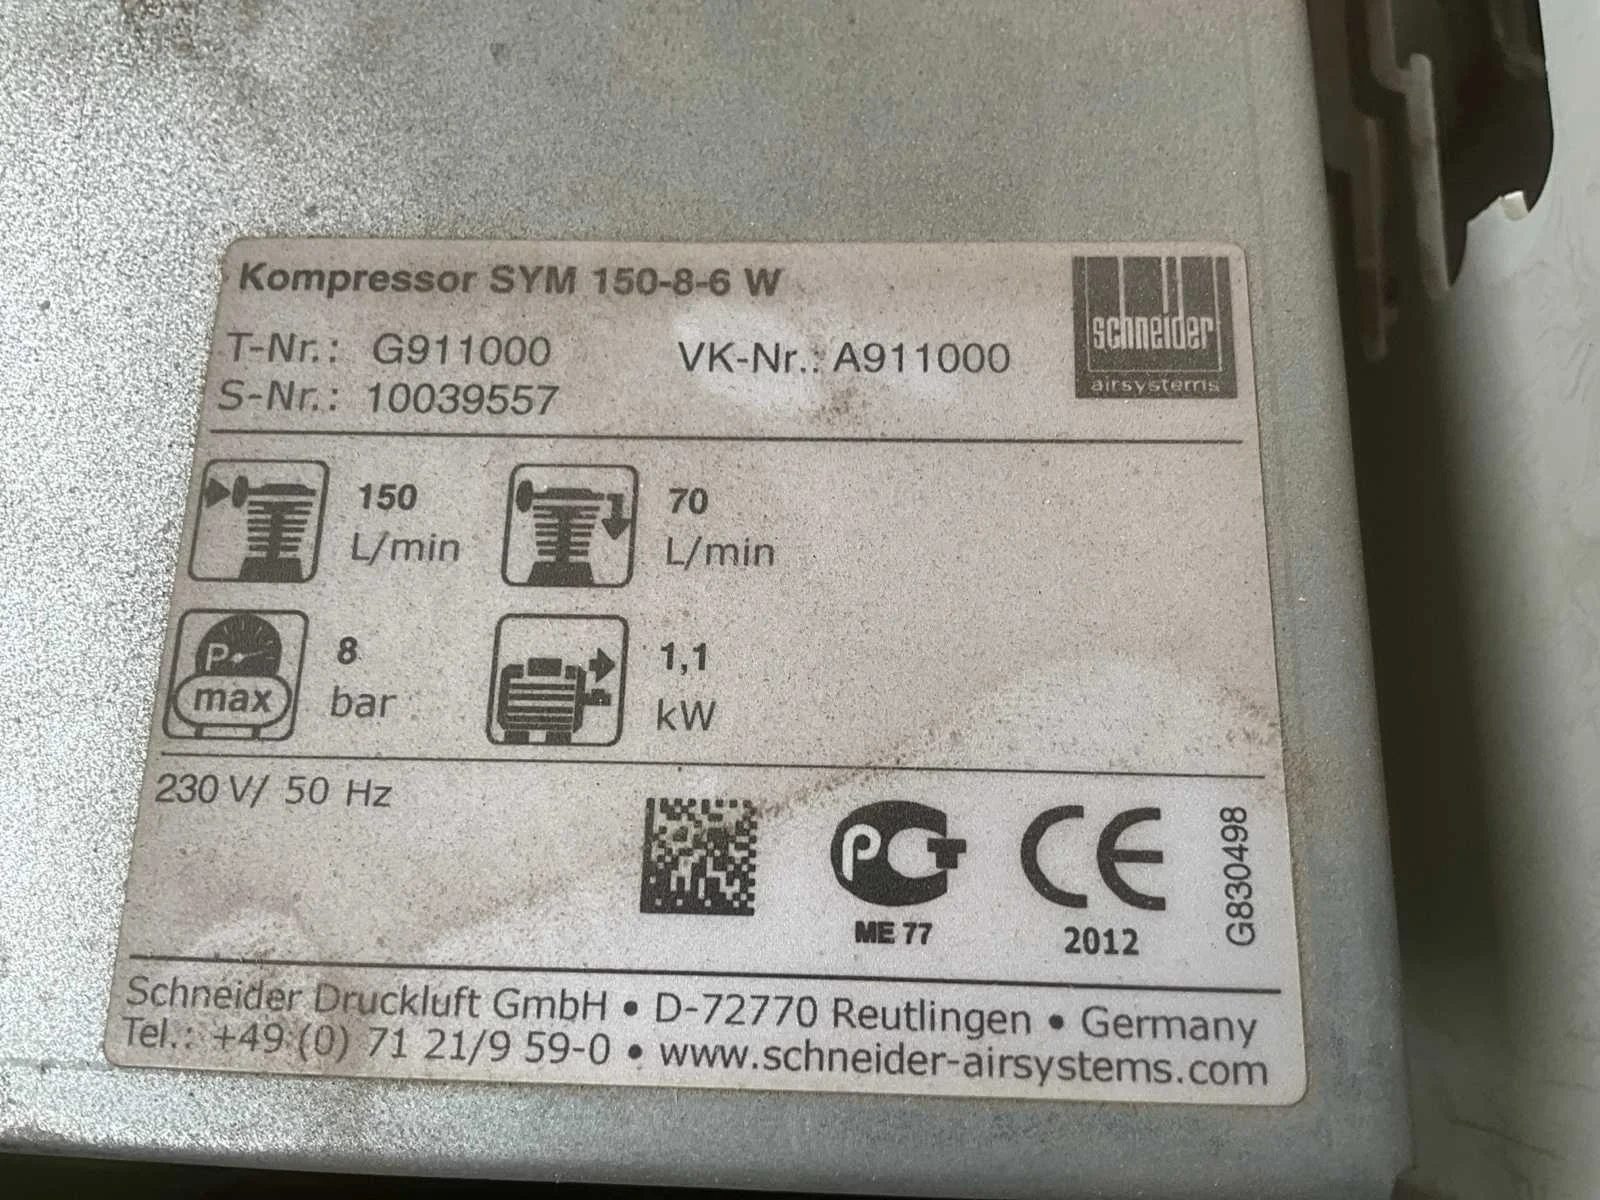 Kompressor SYM 150-8-6 W
schneider
airsystems
T-Nr.: G911000 VK-Nr.: A911000
S-Nr.: 10039557
150 L/min
70 L/min
P max
8 bar
1,1 kW
230 V/ 50 Hz
PCT
ME 77
CE
2012
G830498
Schneider Druckluft GmbH • D-72770 Reutlingen • Germany
Tel.: +49 (0) 71 21/9 59-0 • www.schneider-airsystems.com